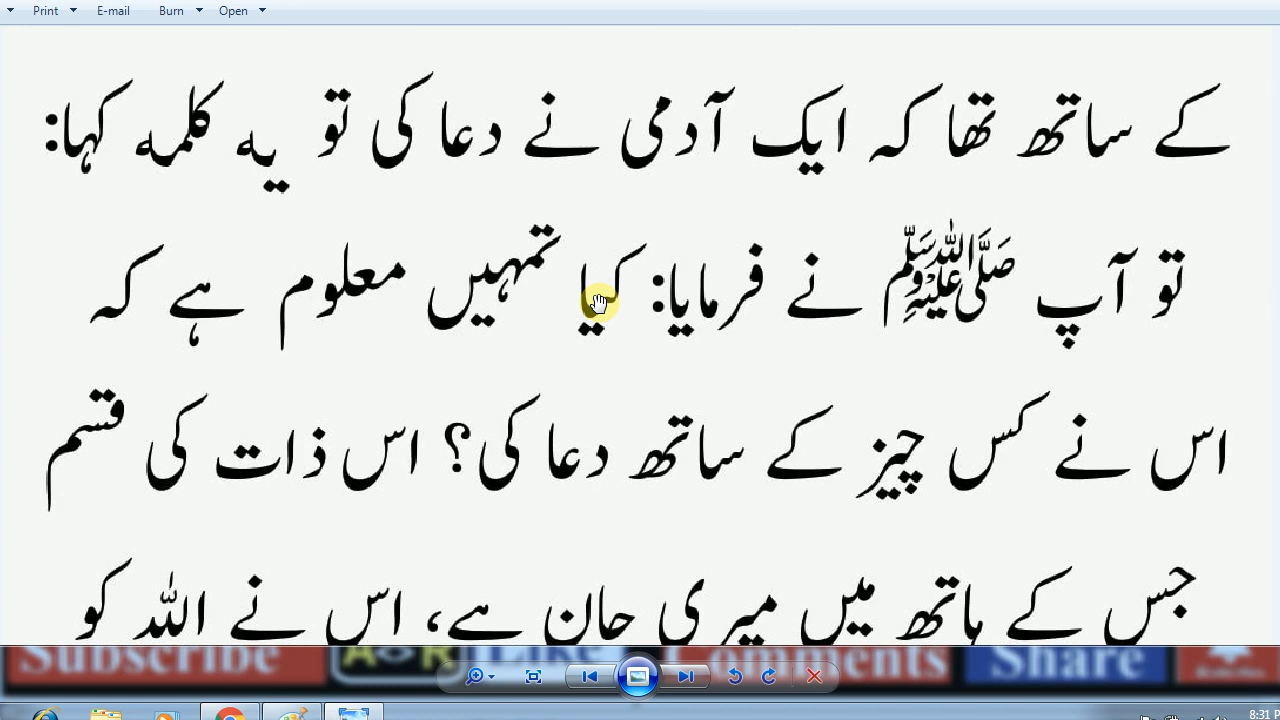 Print E-mail Burn Open
کے ساتھ تھا کہ ایک آدمی نے دعا کی تو یہ کلمہ کہا:
تو آپ ﷺ نے فرمایا: کیا تمہیں معلوم ہے کہ
اس نے کس چیز کے ساتھ دعا کی؟ اس ذات کی قسم
جس کے ہاتھ میں میری جان ہے، اس نے اللہ کو
Subscribe Comments Share
8:31 P